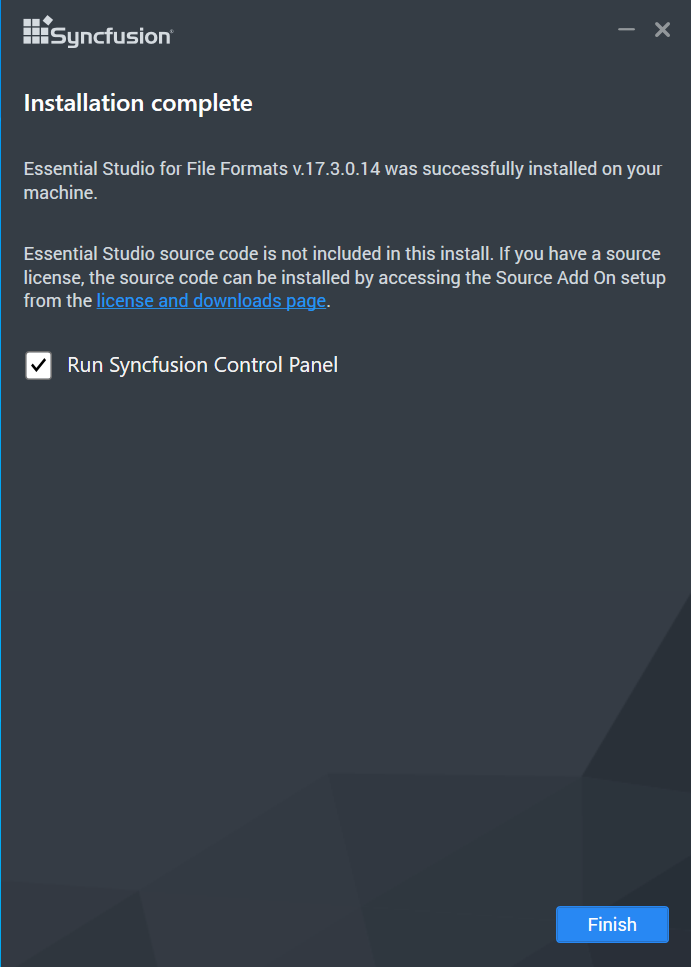 Syncfusion®
Installation complete
Essential Studio for File Formats v.17.3.0.14 was successfully installed on your
machine.
Essential Studio source code is not included in this install. If you have a source
license, the source code can be installed by accessing the Source Add On setup
from the license and downloads page.
Run Syncfusion Control Panel
Finish